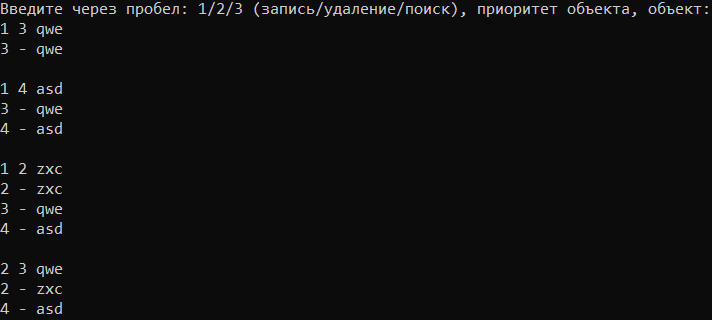 Введите через пробел: 1/2/3 (запись/удаление/поиск), приоритет объекта, объект:
1 3 qwe
3 - qwe
1 4 asd
3 - qwe
4 - asd
1 2 zxc
2 - zxc
3 - qwe
4 - asd
2 3 qwe
2 - zxc
4 - asd